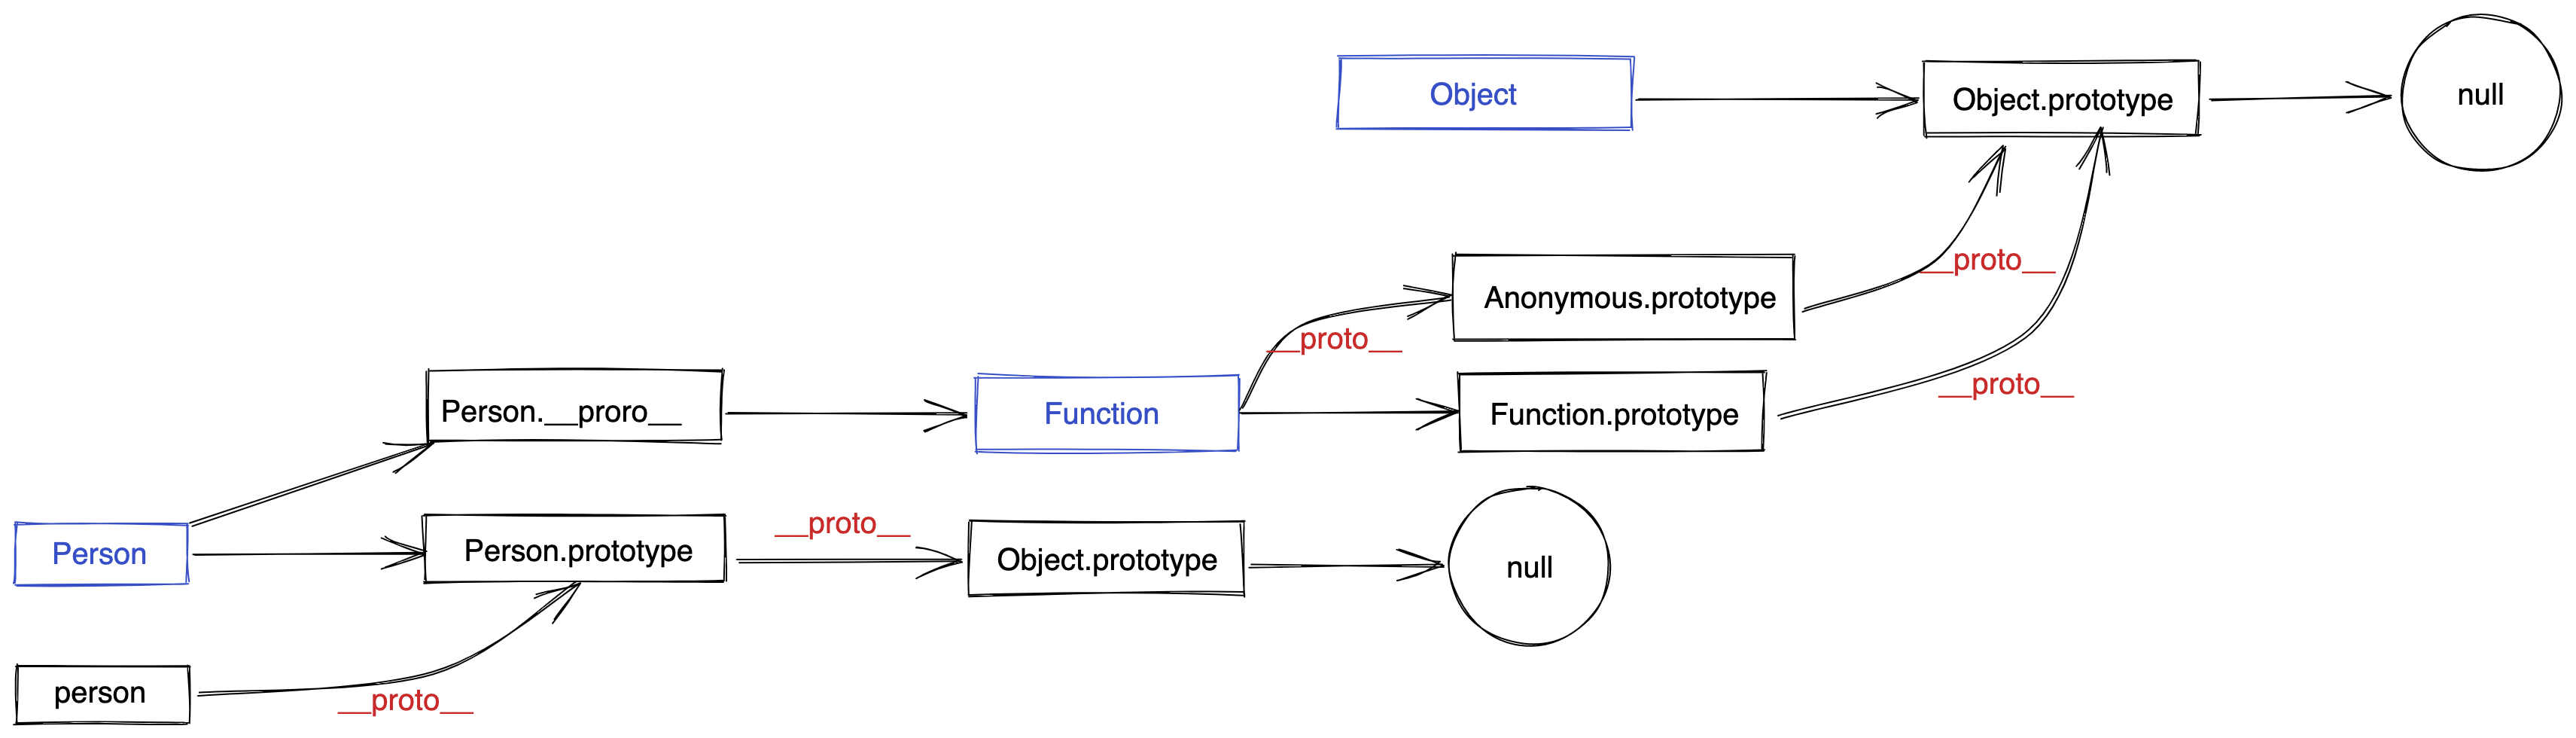 Object
Object.prototype
null
__proto__
Anonymous.prototype
__proto__
__proto__
Person.__proro__
Function
Function.prototype
__proto__
Person
Person.prototype
Object.prototype
null
person
__proto__